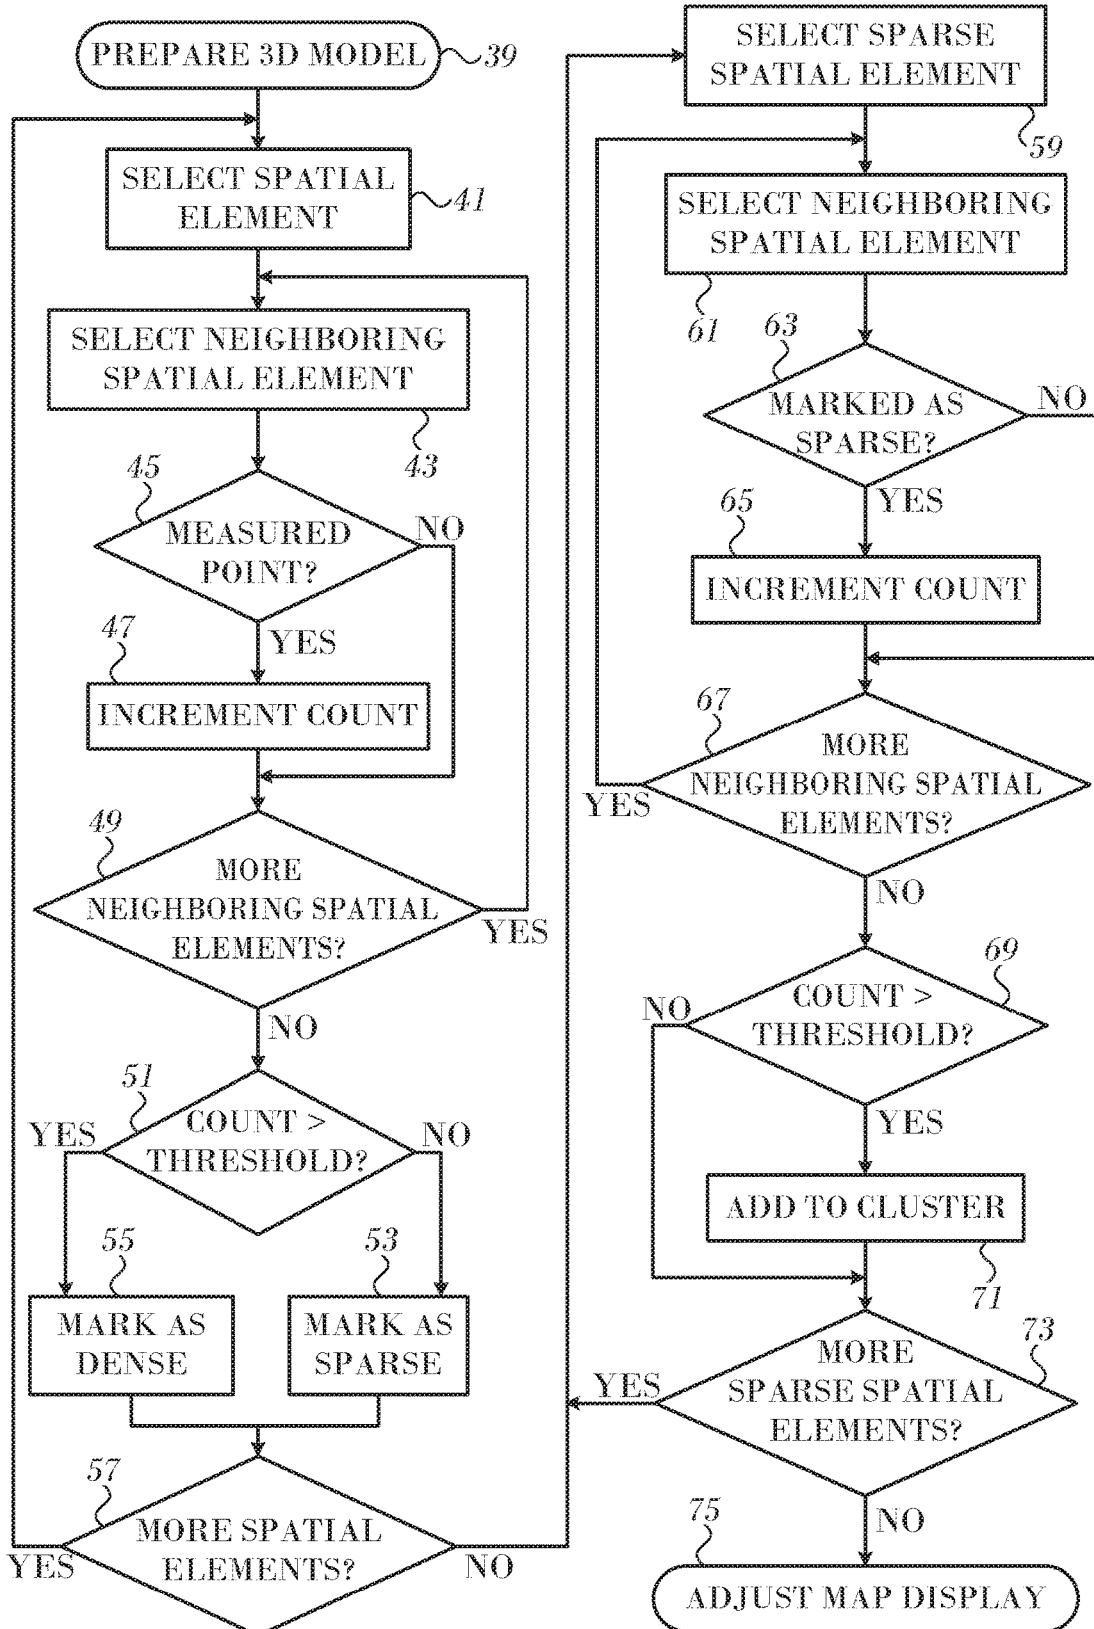 PREPARE 3D MODEL
39
SELECT SPATIAL
ELEMENT
41
SELECT NEIGHBORING
SPATIAL ELEMENT
43
45
MEASURED
POINT?
NO
YES
47
INCREMENT COUNT
49
MORE
NEIGHBORING SPATIAL
ELEMENTS?
YES
NO
51
COUNT >
THRESHOLD?
YES
NO
55
MARK AS
DENSE
53
MARK AS
SPARSE
57
MORE SPATIAL
ELEMENTS?
YES
NO
SELECT SPARSE
SPATIAL ELEMENT
59
SELECT NEIGHBORING
SPATIAL ELEMENT
61
63
MARKED AS
SPARSE?
NO
YES
65
INCREMENT COUNT
67
MORE
NEIGHBORING SPATIAL
ELEMENTS?
YES
NO
69
COUNT >
THRESHOLD?
NO
YES
ADD TO CLUSTER
71
73
MORE
SPARSE SPATIAL
ELEMENTS?
YES
NO
75
ADJUST MAP DISPLAY